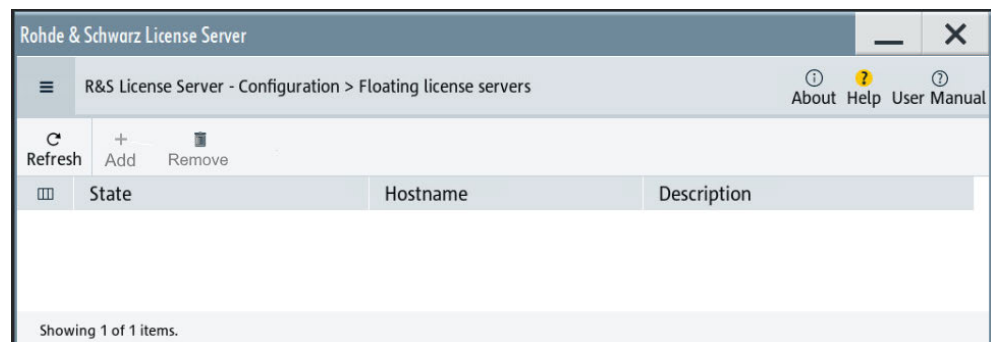 Rohde & Schwarz License Server
R&S License Server - Configuration > Floating license servers
About Help User Manual
Refresh Add Remove
State Hostname Description
Showing 1 of 1 items.